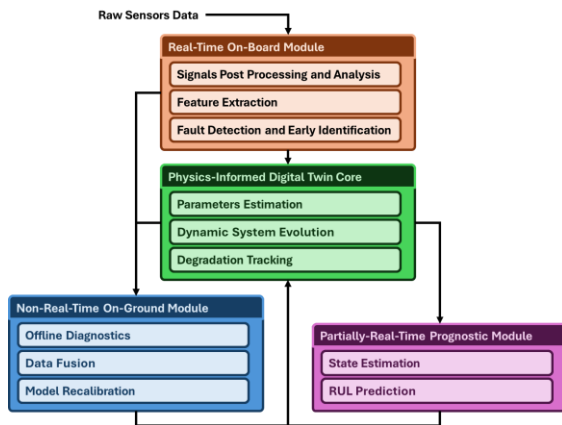 Raw Sensors Data
Real-Time On-Board Module
Signals Post Processing and Analysis
Feature Extraction
Fault Detection and Early Identification
Physics-Informed Digital Twin Core
Parameters Estimation
Dynamic System Evolution
Degradation Tracking
Non-Real-Time On-Ground Module
Offline Diagnostics
Data Fusion
Model Recalibration
Partially-Real-Time Prognostic Module
State Estimation
RUL Prediction